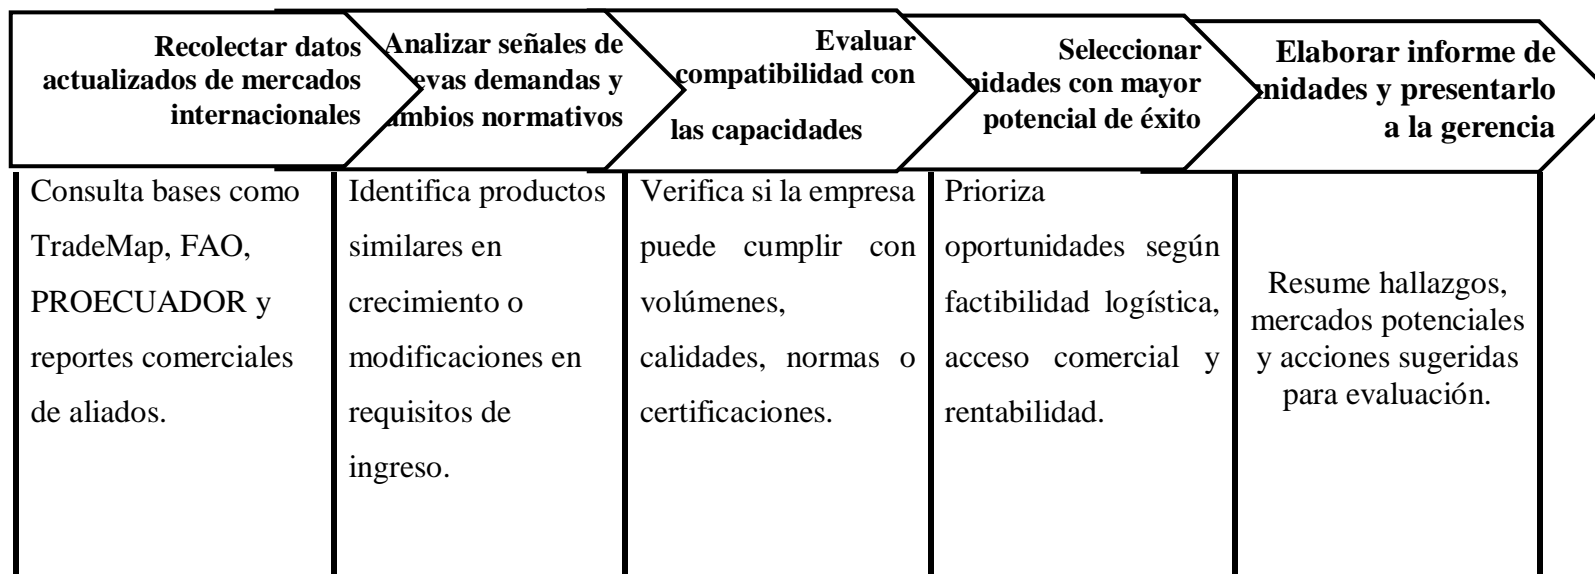 Recolectar datos
actualizados de mercados
internacionales
Analizar señales de
evas demandas y
mbios normativos
Evaluar
compatibilidad con
las capacidades
Seleccionar
nidades con mayor
potencial de éxito
Elaborar informe de
nidades y presentarlo
a la gerencia
Consulta bases como
TradeMap, FAO,
PROECUADOR y
reportes comerciales
de aliados.
Identifica productos
similares en
crecimiento o
modificaciones en
requisitos de
ingreso.
Verifica si la empresa
puede cumplir con
volúmenes,
calidades, normas o
certificaciones.
Prioriza
oportunidades según
factibilidad logística,
acceso comercial y
rentabilidad.
Resume hallazgos,
mercados potenciales
y acciones sugeridas
para evaluación.